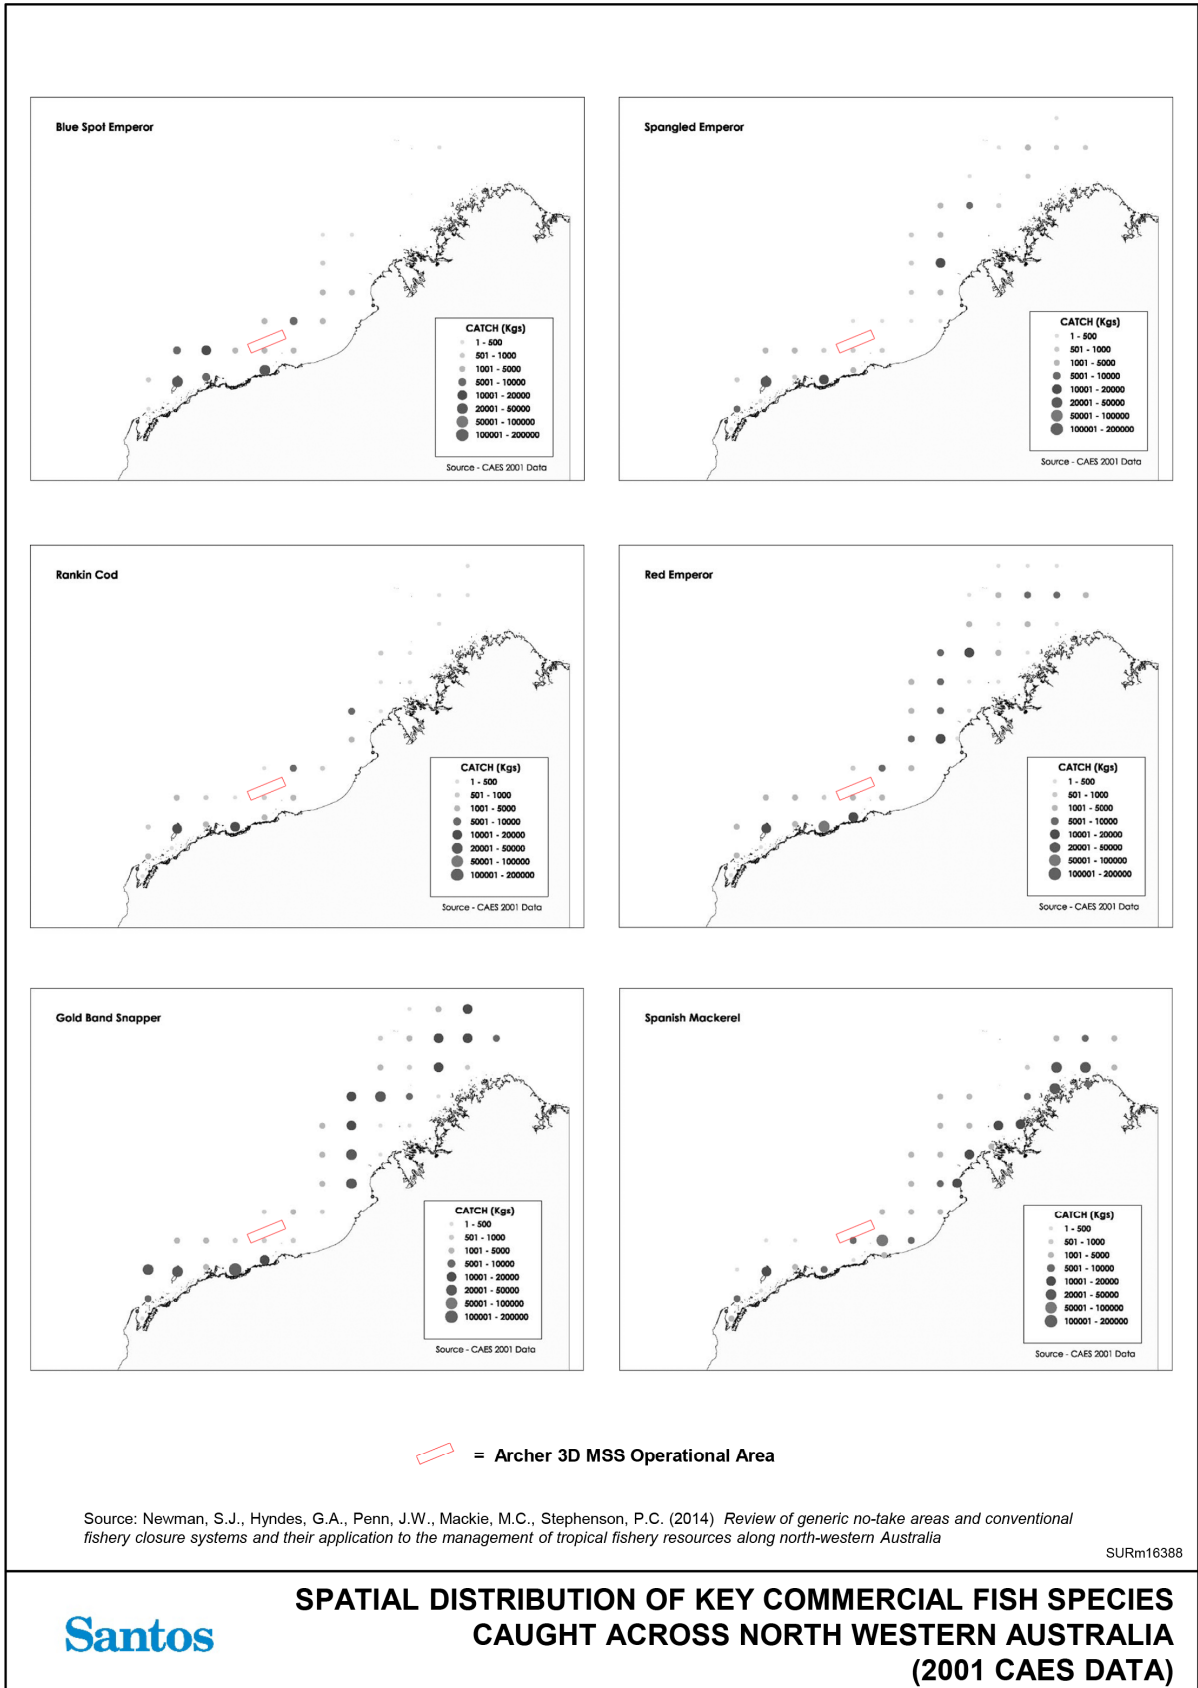 Blue Spot Emperor
CATCH (Kgs)
1 - 500
501 - 1000
1001 - 5000
5001 - 10000
10001 - 20000
20001 - 50000
50001 - 100000
100001 - 200000
Source - CAES 2001 Data
Spangled Emperor
CATCH (Kgs)
1 - 500
501 - 1000
1001 - 5000
5001 - 10000
10001 - 20000
20001 - 50000
50001 - 100000
100001 - 200000
Source - CAES 2001 Data
Rankin Cod
CATCH (Kgs)
1 - 500
501 - 1000
1001 - 5000
5001 - 10000
10001 - 20000
20001 - 50000
50001 - 100000
100001 - 200000
Source - CAES 2001 Data
Red Emperor
CATCH (Kgs)
1 - 500
501 - 1000
1001 - 5000
5001 - 10000
10001 - 20000
20001 - 50000
50001 - 100000
100001 - 200000
Source - CAES 2001 Data
Gold Band Snapper
CATCH (Kgs)
1 - 500
501 - 1000
1001 - 5000
5001 - 10000
10001 - 20000
20001 - 50000
50001 - 100000
100001 - 200000
Source - CAES 2001 Data
Spanish Mackerel
CATCH (Kgs)
1 - 500
501 - 1000
1001 - 5000
5001 - 10000
10001 - 20000
20001 - 50000
50001 - 100000
100001 - 200000
Source - CAES 2001 Data
= Archer 3D MSS Operational Area
Source: Newman, S.J., Hyndes, G.A., Penn, J.W., Mackie, M.C., Stephenson, P.C. (2014) Review of generic no-take areas and conventional
fishery closure systems and their application to the management of tropical fishery resources along north-western Australia
SURm16388
Santos
SPATIAL DISTRIBUTION OF KEY COMMERCIAL FISH SPECIES
CAUGHT ACROSS NORTH WESTERN AUSTRALIA
(2001 CAES DATA)